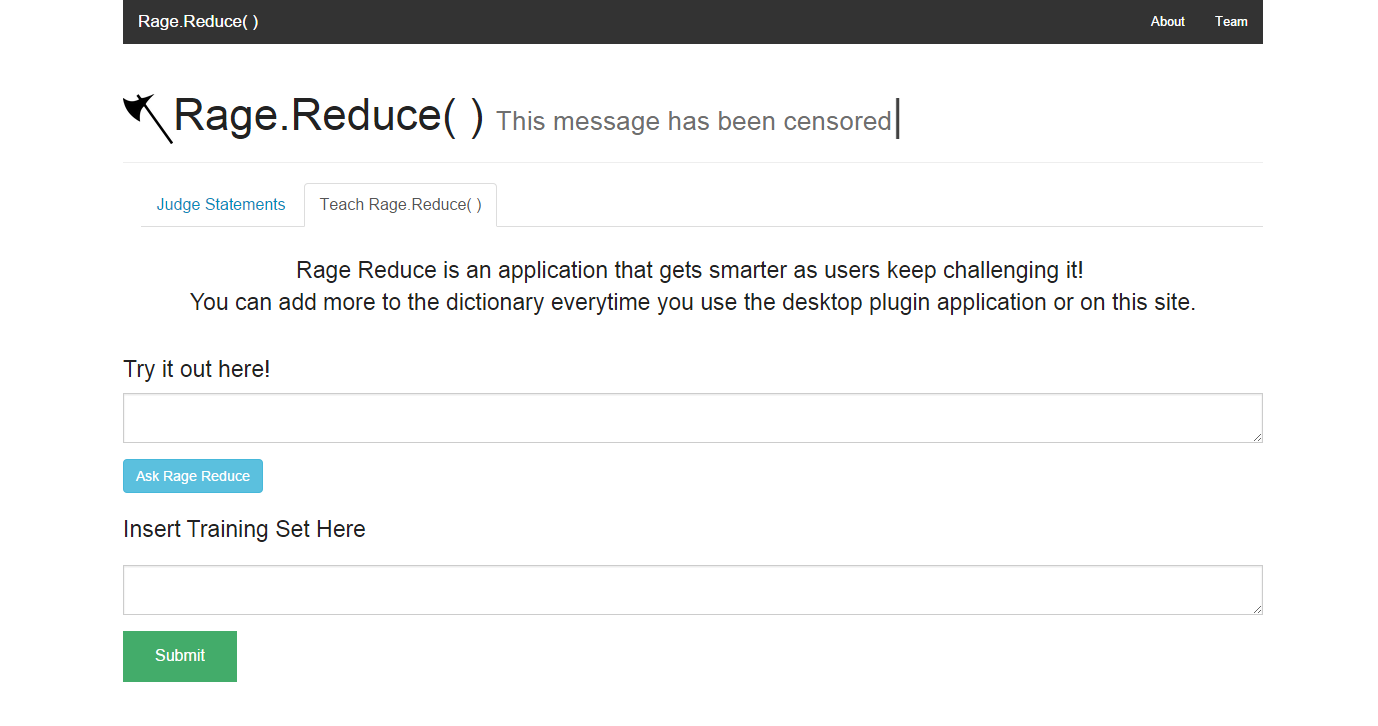 Rage.Reduce( ) About Team
Rage.Reduce( ) This message has been censored|
Judge Statements Teach Rage.Reduce( )
Rage Reduce is an application that gets smarter as users keep challenging it!
You can add more to the dictionary everytime you use the desktop plugin application or on this site.
Try it out here!
Ask Rage Reduce
Insert Training Set Here
Submit